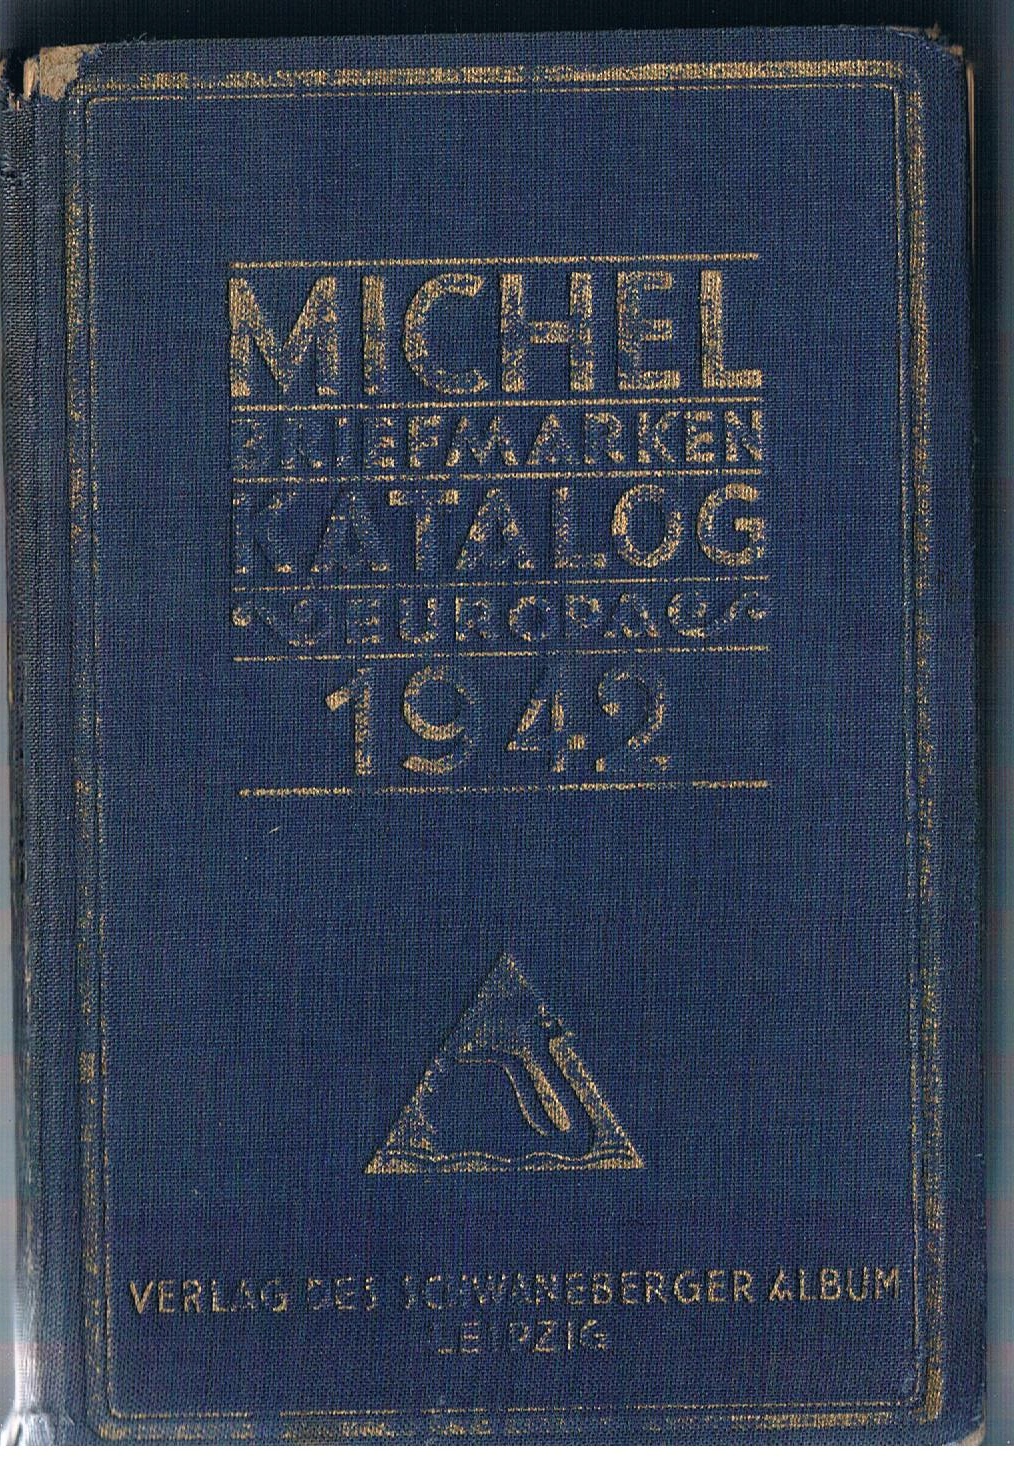 MICHEL
BRIEFMARKEN
KATALOG
EUROPA
1942
VERLAG DES SCHWANEBERGER ALBUM
LEIPZIG